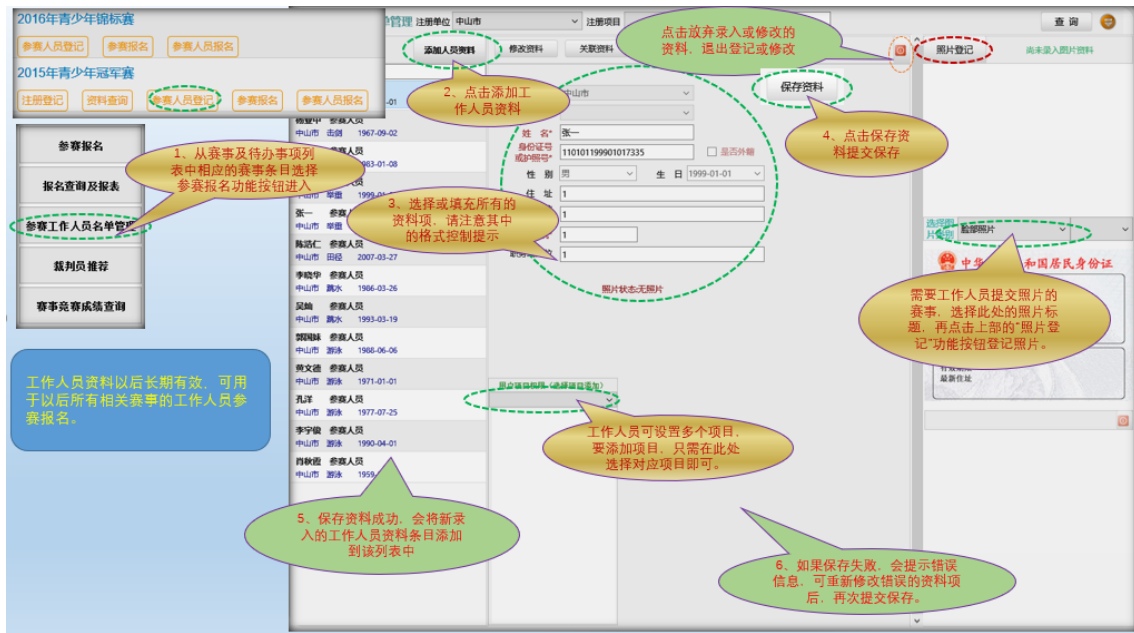 2016年青少年锦标赛
参赛人员登记 参赛报名 参赛人员报名
2015年青少年冠军赛
注册登记 资料查询 参赛人员登记 参赛报名 参赛人员报名
单管理 注册单位 中山市 注册项目
查 询
添加人员资料 修改资料 关联资料
照片登记 尚未录入图片资料
点击放弃录入或修改的
资料，退出登记或修改
保存资料
2、点击添加工
作人员资料
4、点击保存资
料提交保存
参赛报名
报名查询及报表
参赛工作人员名单管理
裁判员推荐
赛事竞赛成绩查询
1、从赛事及待办事项列
表中相应的赛事条目选择
参赛报名功能按钮进入
工作人员资料以后长期有效，可用
于以后所有相关赛事的工作人员参
赛报名。
-01
参赛人员
中山市 击剑 1967-09-02
参赛人员
963-01-08
中山市 举重 1999-01
张一 参赛人员
中山市 举重
陈浩仁 参赛人员
中山市 田径 2007-03-27
李晓华 参赛人员
中山市 跳水 1986-03-26
参赛人员
中山市 跳水 1993-03-19
郭国妹 参赛人员
中山市 游泳 1988-06-06
黄文造 参赛人员
中山市 游泳 1971-01-01
孔洋 参赛人员
中山市 游泳 1977-07-25
李宁俊 参赛人员
中山市 游泳 1990-04-01
肖秋霞 参赛人员
中山市 游泳 1959
中山市
姓 名* 张一
身份证号
或护照号* 110101199901017335 是否外籍
性 别 男 生 日 1999-01-01
住 址 1
1
1
1
照片状态:无照片
3、选择或填充所有的
资料项，请注意其中
的格式控制提示
(选择项目添加)
工作人员可设置多个项目，
要添加项目，只需在此处
选择对应项目即可。
选择图
片类别 脸部照片
中华 和国居民身份证
需要工作人员提交照片的
赛事，选择此处的照片标
题，再点击上部的“照片登
记”功能按钮登记照片。
最新住址
5、保存资料成功，会将新录
入的工作人员资料条目添加
到该列表中
6、如果保存失败，会提示错误
信息，可重新修改错误的资料项
后，再次提交保存。